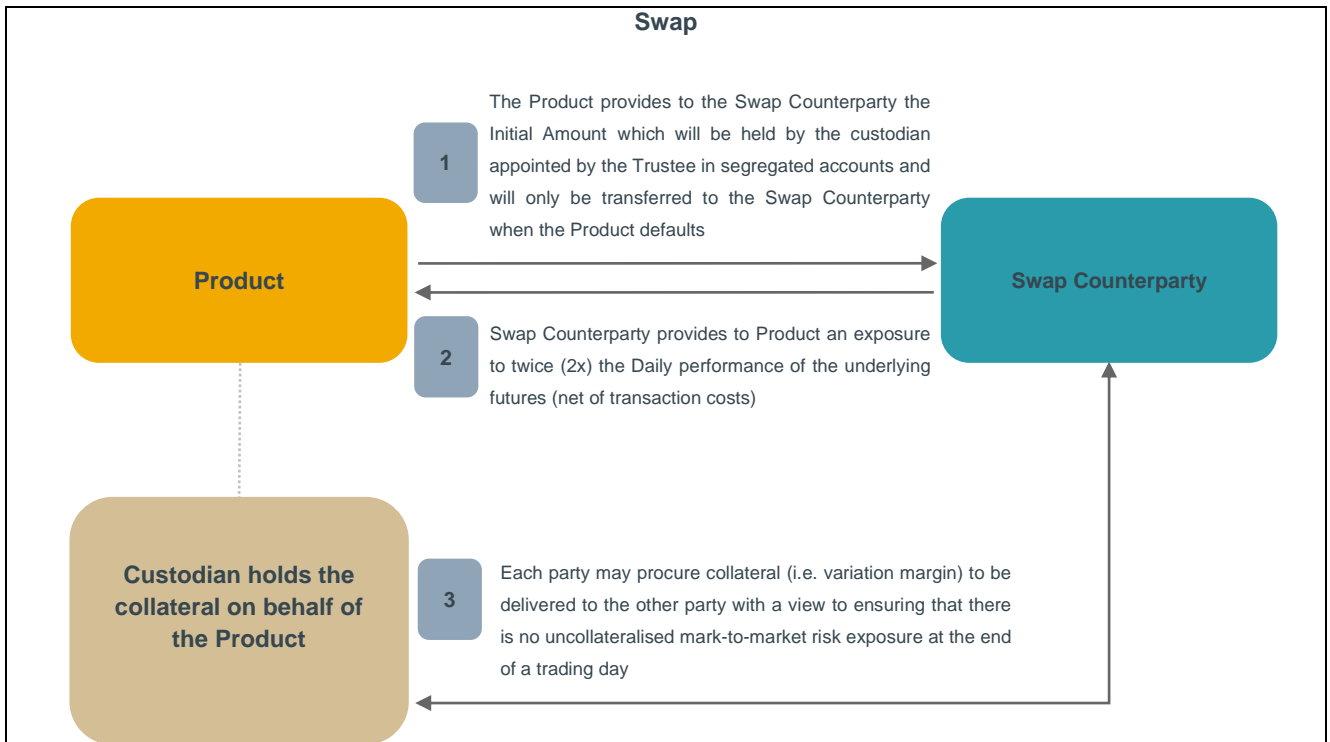 Swap
The Product provides to the Swap Counterparty the
Initial Amount which will be held by the custodian
1
appointed by the Trustee in segregated accounts and
will only be transferred to the Swap Counterparty
when the Product defaults
Product
Swap Counterparty
Swap Counterparty provides to Product an exposure
2
to twice (2x) the Daily performance of the underlying
futures (net of transaction costs)
Custodian holds the
collateral on behalf of
the Product
3
Each party may procure collateral (i.e. variation margin) to be
delivered to the other party with a view to ensuring that there
is no uncollateralised mark-to-market risk exposure at the end
of a trading day